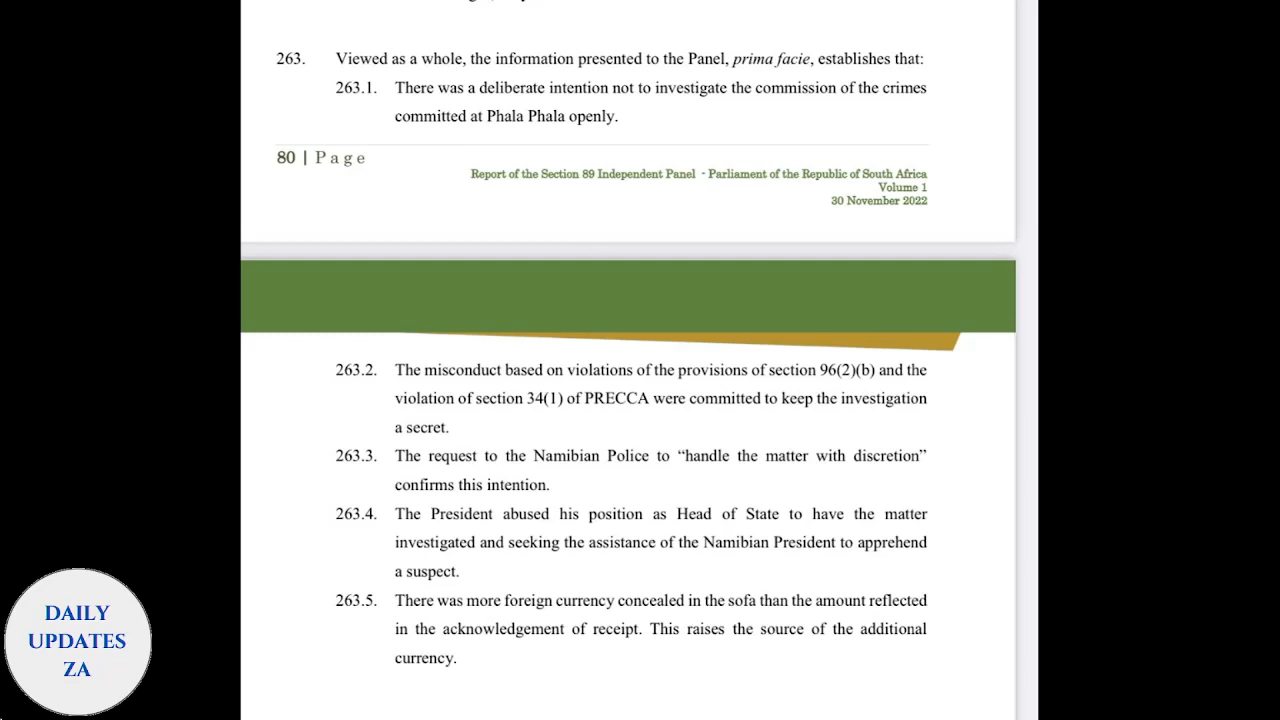 263. Viewed as a whole, the information presented to the Panel, prima facie, establishes that:
263.1. There was a deliberate intention not to investigate the commission of the crimes
committed at Phala Phala openly.
80 | Page
Report of the Section 89 Independent Panel - Parliament of the Republic of South Africa
Volume 1
30 November 2022
263.2. The misconduct based on violations of the provisions of section 96(2)(b) and the
violation of section 34(1) of PRECCA were committed to keep the investigation
a secret.
263.3. The request to the Namibian Police to “handle the matter with discretion”
confirms this intention.
263.4. The President abused his position as Head of State to have the matter
investigated and seeking the assistance of the Namibian President to apprehend
a suspect.
263.5. There was more foreign currency concealed in the sofa than the amount reflected
in the acknowledgement of receipt. This raises the source of the additional
currency.
DAILY
UPDATES
ZA